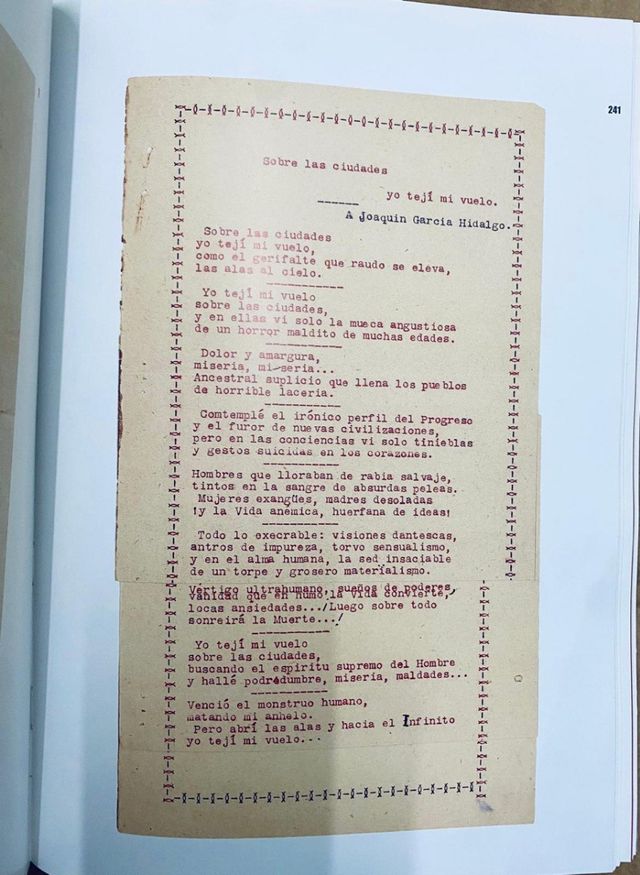 241
Sobre las ciudades
yo tejí mi vuelo.
A Joaquin Garcia Hidalgo.
Sobre las ciudades
yo tejí mi vuelo,
como el gerifalte que raudo se eleva,
las alas al cielo.
Yo tejí mi vuelo
sobre las ciudades,
y en ellas vi solo la mueca angustiosa
de un horror maldito de muchas edades.
Dolor y amargura,
miseria, miseria...
Ancestral suplicio que llena los pueblos
de horrible laceria.
Comtemplé el irónico perfil del Progreso
y el furor de nuevas civilizaciones,
pero en las conciencias vi solo tinieblas
y gestos suicidas en los corazones.
Hombres que lloraban de rabia salvaje,
tintos en la sangre de absurdas peleas.
Mujeres exangües, madres desoladas
!y la Vida anémica, huerfana de ideas!
Todo lo execrable: visiones dantescas,
antros de impureza, torvo sensualismo,
y en el alma humana, la sed insaciable
de un torpe y grosero materialismo.
Vertigo ultrahumano, sueños de poderes,
vanidad que en humo la Vida convierte,
locas ansiedades.../Luego sobre todo
sonreirá la Muerte.../
Yo tejí mi vuelo
sobre las ciudades,
buscando el espiritu supremo del Hombre
y hallé podredumbre, miseria, maldades...
Venció el monstruo humano,
matando mi anhelo.
Pero abrí las alas y hacia el Infinito
yo tejí mi vuelo...